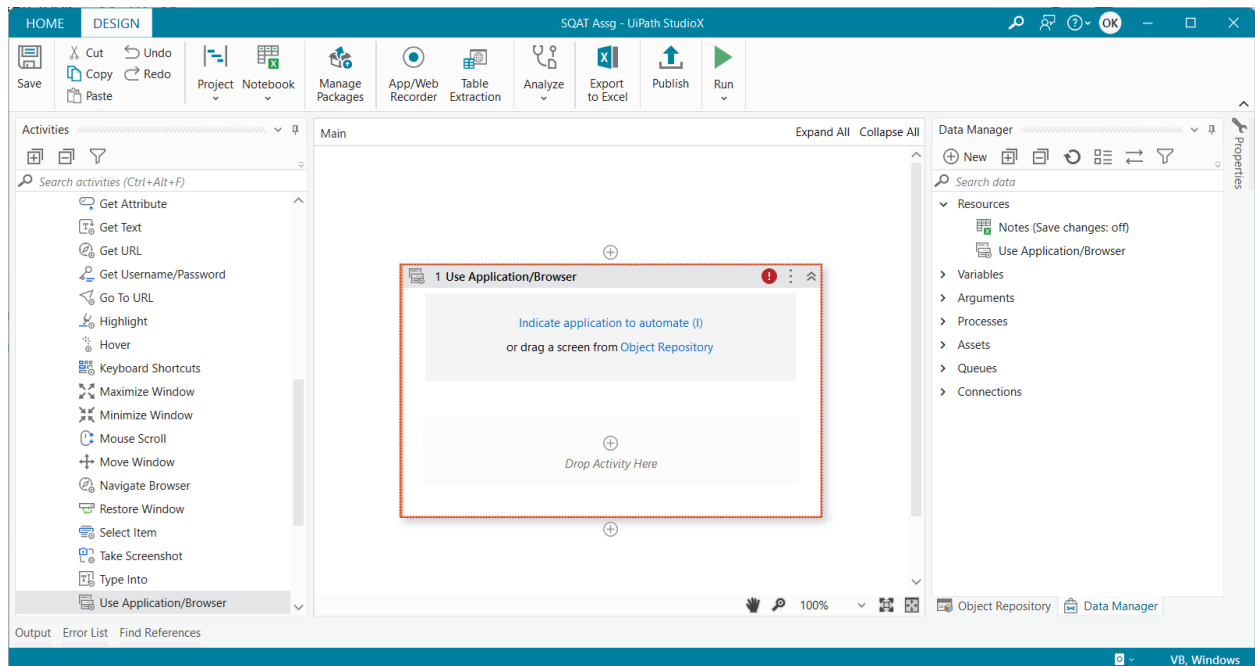 HOME DESIGN SQAT Assg - UiPath StudioX OK
Save
Cut
Copy
Paste
Undo
Redo
Project Notebook
Manage Packages
App/Web Recorder
Table Extraction
Analyze
Export to Excel
Publish
Run
Activities
Search activities (Ctrl+Alt+F)
Get Attribute
Get Text
Get URL
Get Username/Password
Go To URL
Highlight
Hover
Keyboard Shortcuts
Maximize Window
Minimize Window
Mouse Scroll
Move Window
Navigate Browser
Restore Window
Select Item
Take Screenshot
Type Into
Use Application/Browser
Main Expand All Collapse All
1 Use Application/Browser
Indicate application to automate (I)
or drag a screen from Object Repository
Drop Activity Here
100%
Data Manager
New
Search data
Resources
Notes (Save changes: off)
Use Application/Browser
Variables
Arguments
Processes
Assets
Queues
Connections
Object Repository Data Manager
Properties
Output Error List Find References
VB, Windows